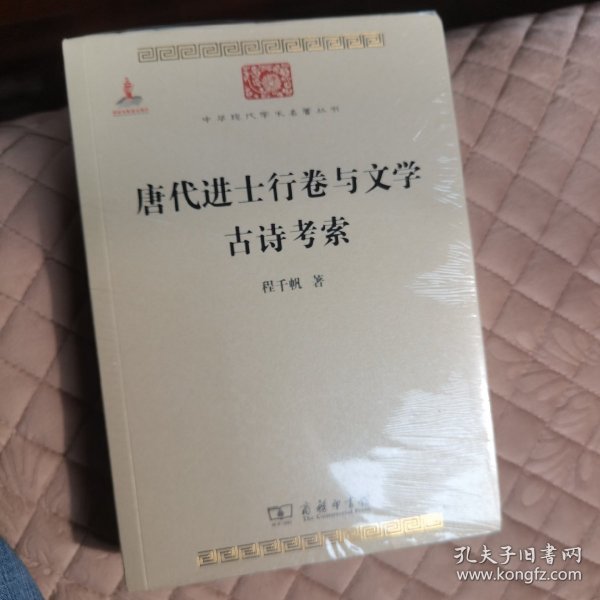 中华现代学术名著丛书
唐代进士行卷与文学
古诗考索
程千帆 著
商务印书馆
The Commercial Press
孔夫子旧书网
www.kongfz.com